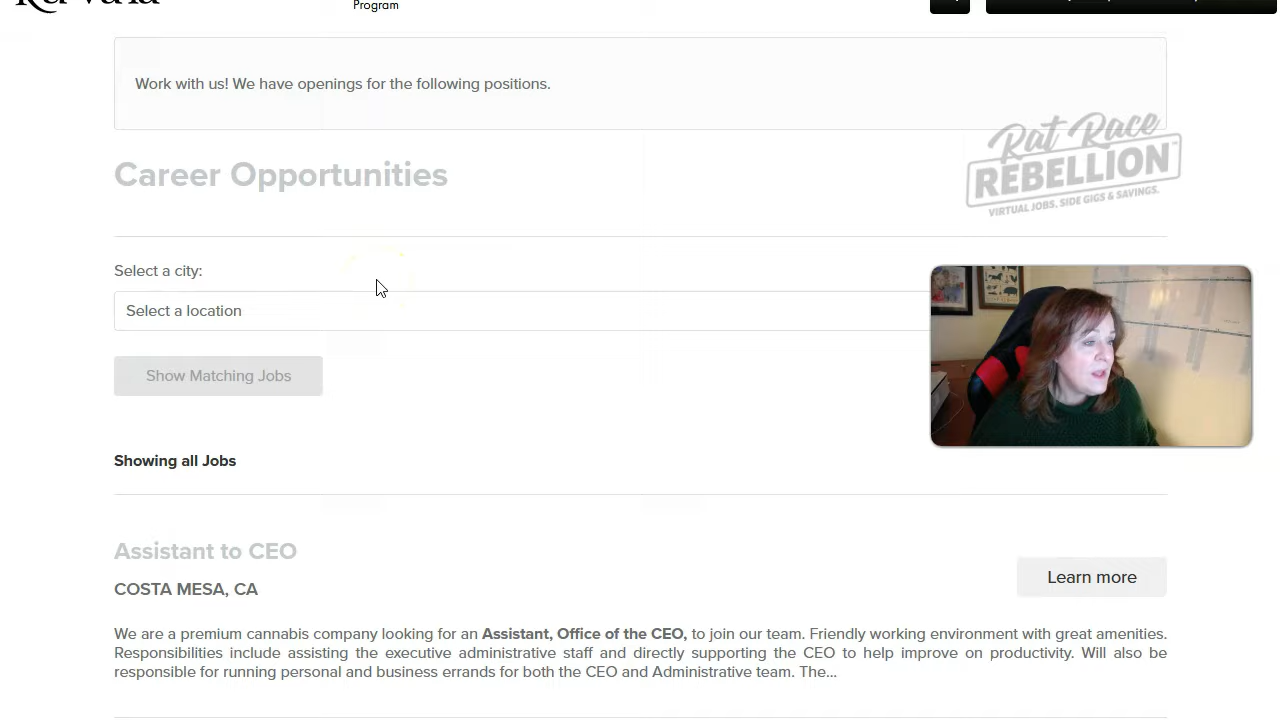 Program
Work with us! We have openings for the following positions.
Rat Race
REBELLION™
VIRTUAL JOBS, SIDE GIGS & SAVINGS.
Career Opportunities
Select a city:
Select a location
Show Matching Jobs
Showing all Jobs
Assistant to CEO
COSTA MESA, CA
Learn more
We are a premium cannabis company looking for an Assistant, Office of the CEO, to join our team. Friendly working environment with great amenities.
Responsibilities include assisting the executive administrative staff and directly supporting the CEO to help improve on productivity. Will also be
responsible for running personal and business errands for both the CEO and Administrative team. The...